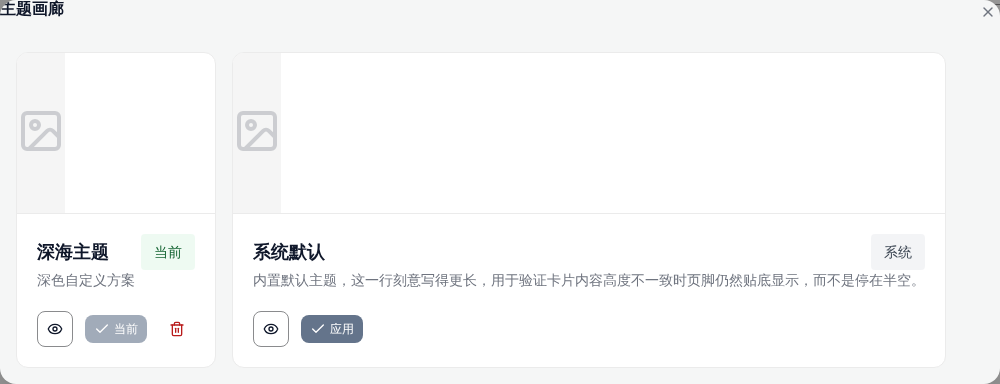 主题画廊
深海主题
当前
深色自定义方案
当前
系统默认
系统
内置默认主题，这一行刻意写得更长，用于验证卡片内容高度不一致时页脚仍然贴底显示，而不是停在半空。
应用